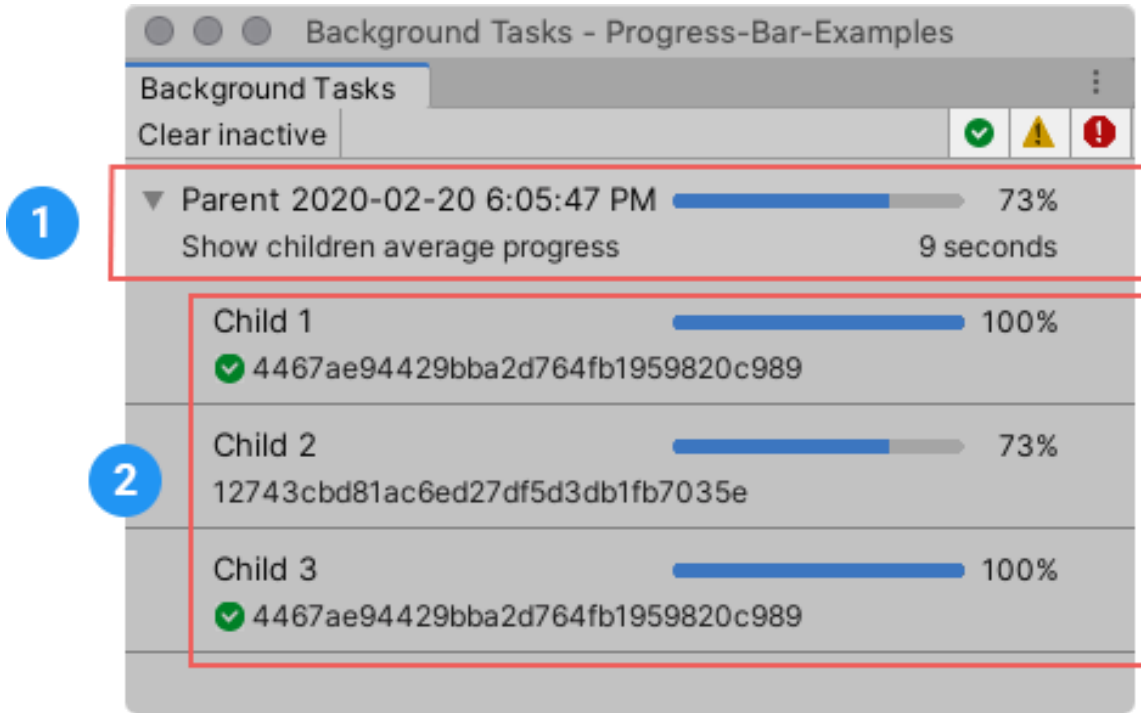 Background Tasks - Progress-Bar-Examples
Background Tasks
Clear inactive
1
Parent 2020-02-20 6:05:47 PM 73%
Show children average progress 9 seconds
Child 1 100%
4467ae94429bba2d764fb1959820c989
2
Child 2 73%
12743cbd81ac6ed27df5d3db1fb7035e
Child 3 100%
4467ae94429bba2d764fb1959820c989